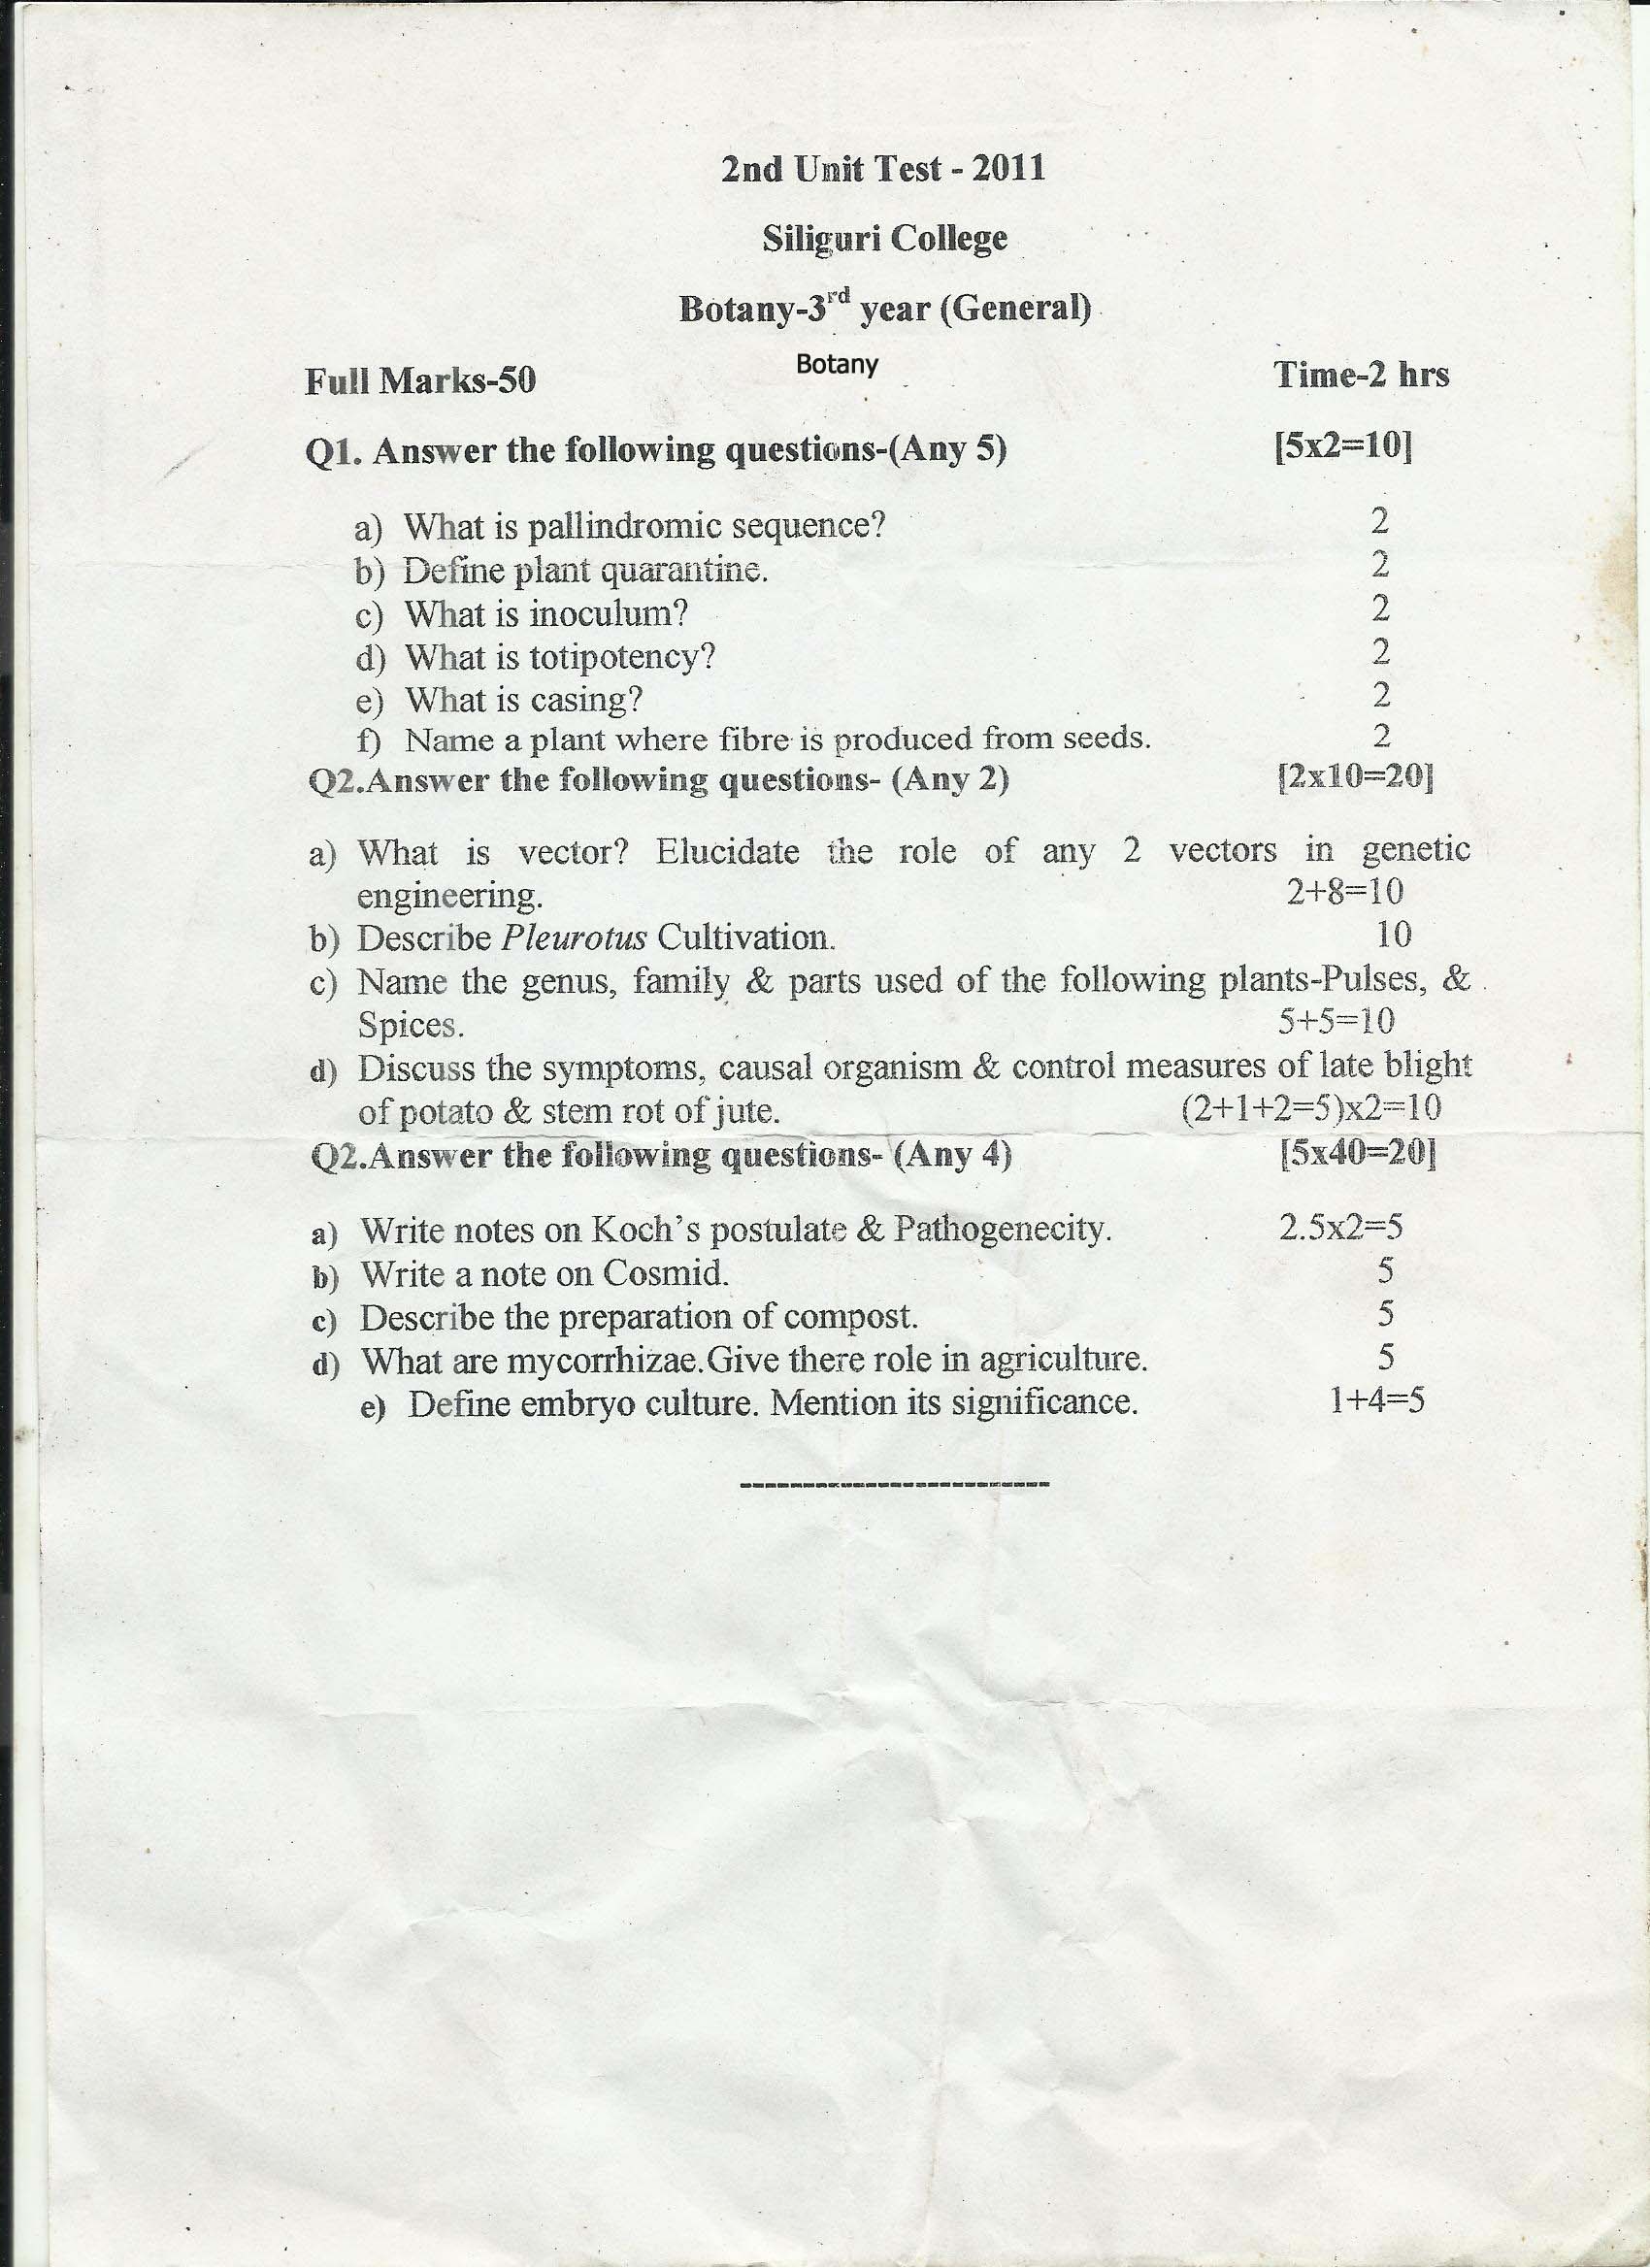 2nd Unit Test - 2011
Siliguri College
Botany-3rd year (General)
Botany
Full Marks-50 Time-2 hrs
Q1. Answer the following questions-(Any 5) [5x2=10]
a) What is pallindromic sequence? 2
b) Define plant quarantine. 2
c) What is inoculum? 2
d) What is totipotency? 2
e) What is casing? 2
f) Name a plant where fibre is produced from seeds. 2
Q2.Answer the following questions- (Any 2) [2x10=20]
a) What is vector? Elucidate the role of any 2 vectors in genetic
engineering. 2+8=10
b) Describe Pleurotus Cultivation. 10
c) Name the genus, family & parts used of the following plants-Pulses, &
Spices. 5+5=10
d) Discuss the symptoms, causal organism & control measures of late blight
of potato & stem rot of jute. (2+1+2=5)x2=10
Q2.Answer the following questions- (Any 4) [5x40=20]
a) Write notes on Koch's postulate & Pathogenecity. 2.5x2=5
b) Write a note on Cosmid. 5
c) Describe the preparation of compost. 5
d) What are mycorrhizae.Give there role in agriculture. 5
e) Define embryo culture. Mention its significance. 1+4=5